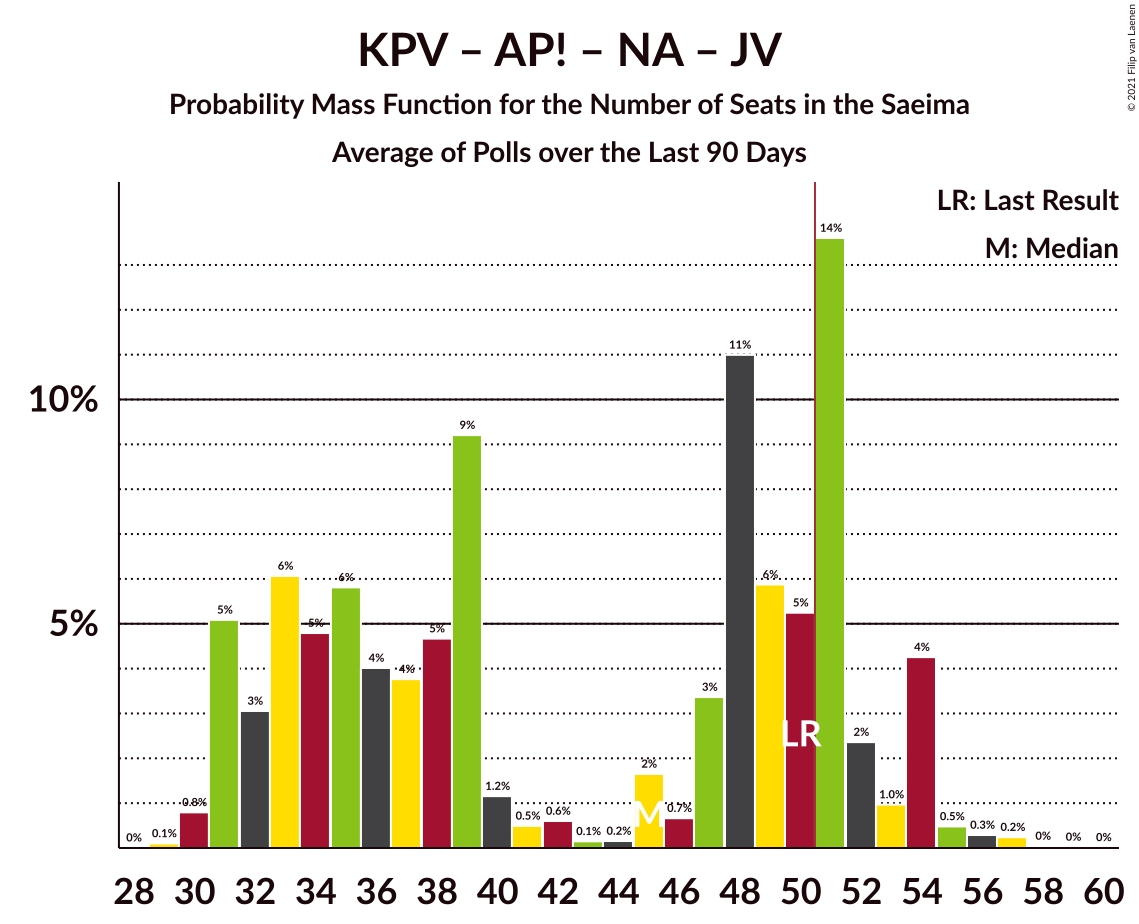 KPV – AP! – NA – JV
Probability Mass Function for the Number of Seats in the Saeima
Average of Polls over the Last 90 Days
© 2021 Filip van Laenen
LR: Last Result
M: Median
10%
5%
0% 0.1% 0.8% 5% 3% 6% 5% 6% 4% 4% 5% 9% 1.2% 0.5% 0.6% 0.1% 0.2% 2% 0.7% 3% 11% 6% 5% 14% 2% 1.0% 4% 0.5% 0.3% 0.2% 0% 0% 0%
LR
M
28 30 32 34 36 38 40 42 44 46 48 50 52 54 56 58 60